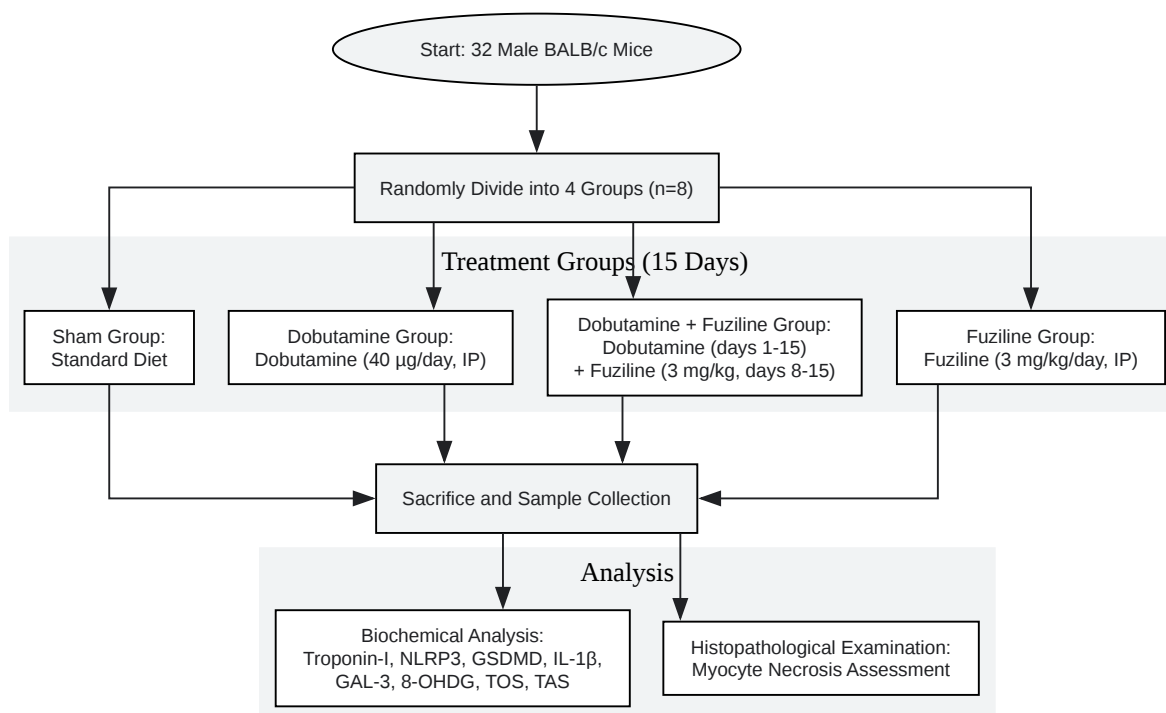 Start: 32 Male BALB/c Mice
Randomly Divide into 4 Groups (n=8)
Treatment Groups (15 Days)
Sham Group:
Standard Diet
Dobutamine Group:
Dobutamine (40 µg/day, IP)
Dobutamine + Fuziline Group:
Dobutamine (days 1-15)
+ Fuziline (3 mg/kg, days 8-15)
Fuziline Group:
Fuziline (3 mg/kg/day, IP)
Sacrifice and Sample Collection
Analysis
Biochemical Analysis:
Troponin-I, NLRP3, GSDMD, IL-1β,
GAL-3, 8-OHDG, TOS, TAS
Histopathological Examination:
Myocyte Necrosis Assessment